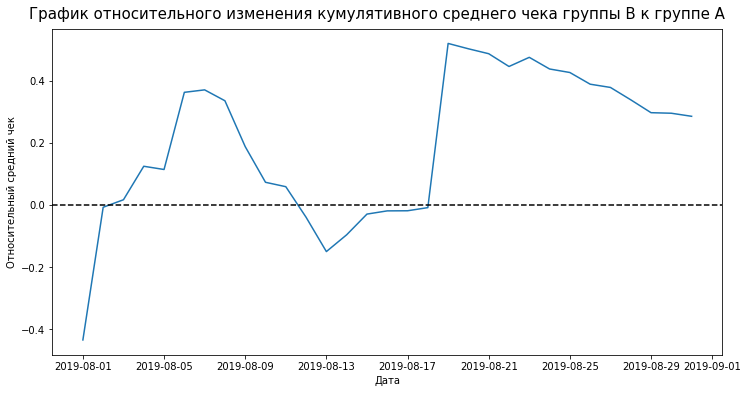 График относительного изменения кумулятивного среднего чека группы B к группе A
Относительный средний чек
0.4
0.2
0.0
−0.2
−0.4
2019-08-01 2019-08-05 2019-08-09 2019-08-13 2019-08-17 2019-08-21 2019-08-25 2019-08-29 2019-09-01
Дата